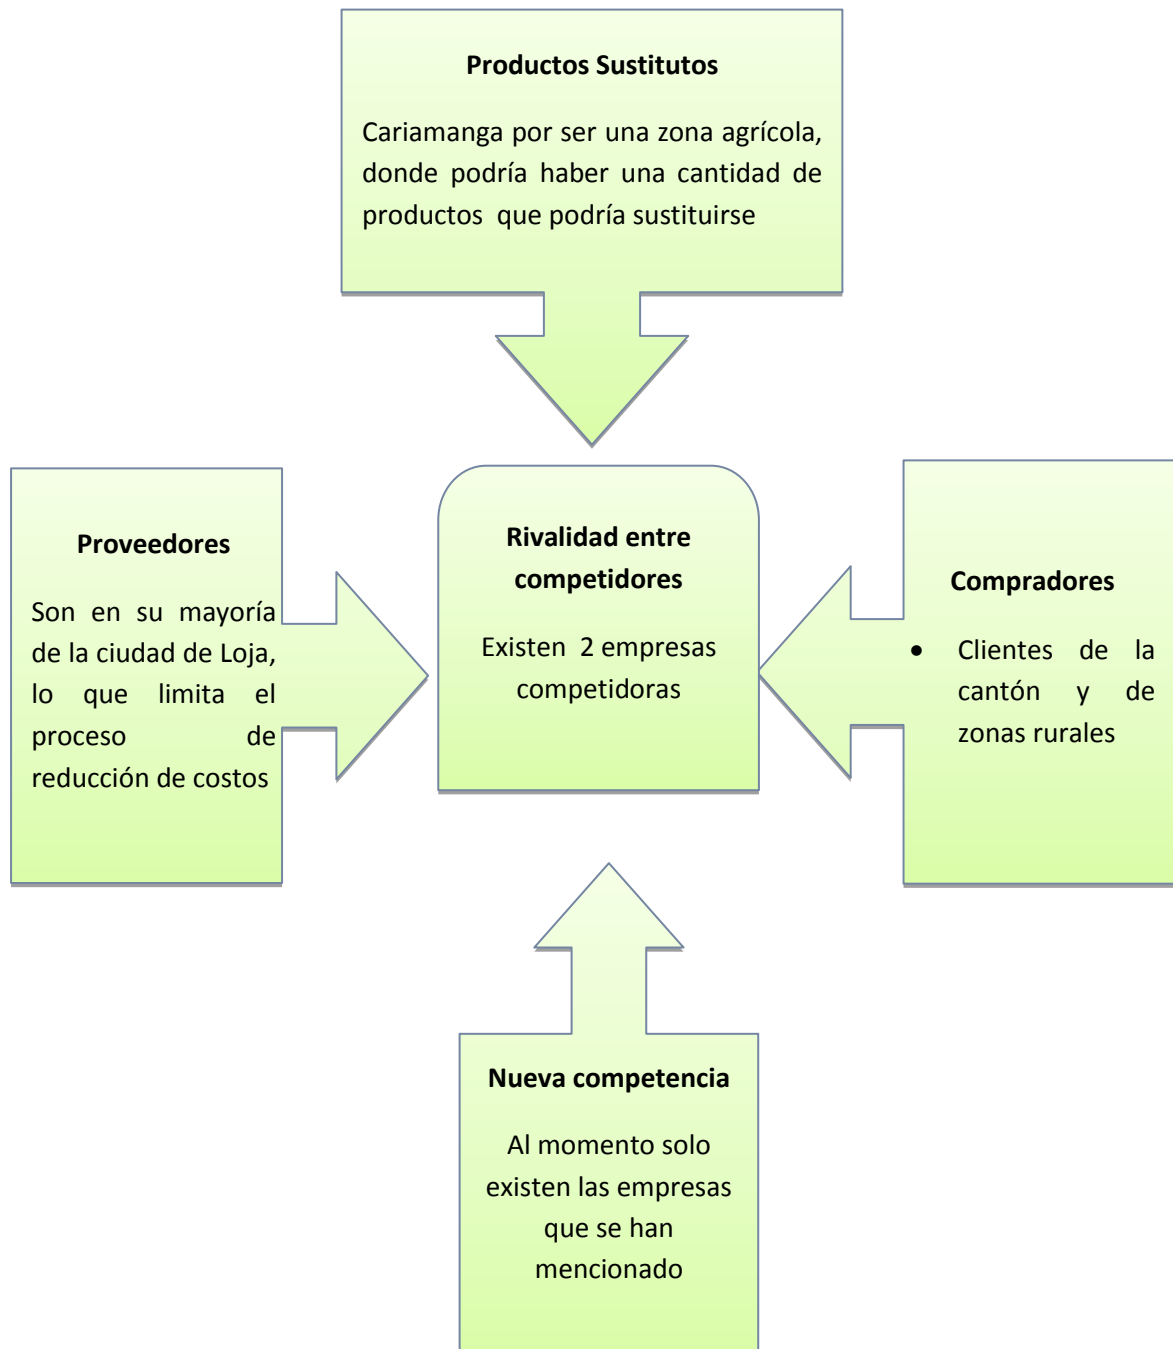 Productos Sustitutos
Cariamanga por ser una zona agrícola,
donde podría haber una cantidad de
productos que podría sustituirse
Proveedores
Son en su mayoría
de la ciudad de Loja,
lo que limita el
proceso de
reducción de costos
Rivalidad entre
competidores
Existen 2 empresas
competidoras
Compradores
• Clientes de la
cantón y de
zonas rurales
Nueva competencia
Al momento solo
existen las empresas
que se han
mencionado